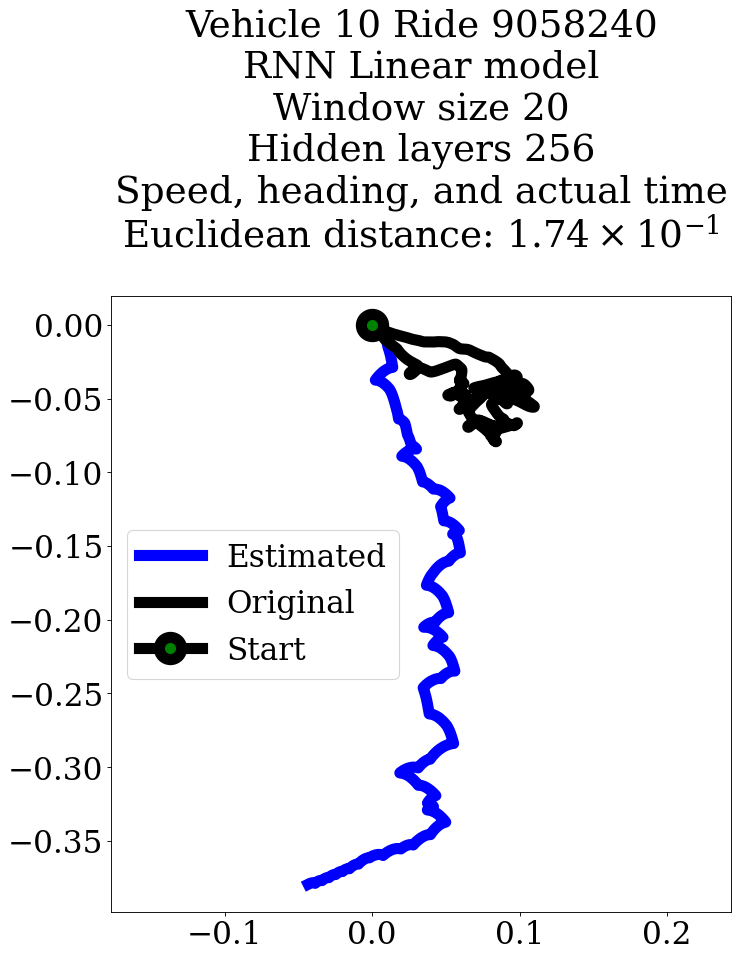 Vehicle 10 Ride 9058240
RNN Linear model
Window size 20
Hidden layers 256
Speed, heading, and actual time
Euclidean distance: 1.74 × 10⁻¹
0.00
−0.05
−0.10
−0.15
−0.20
−0.25
−0.30
−0.35
Estimated
Original
Start
−0.1 0.0 0.1 0.2